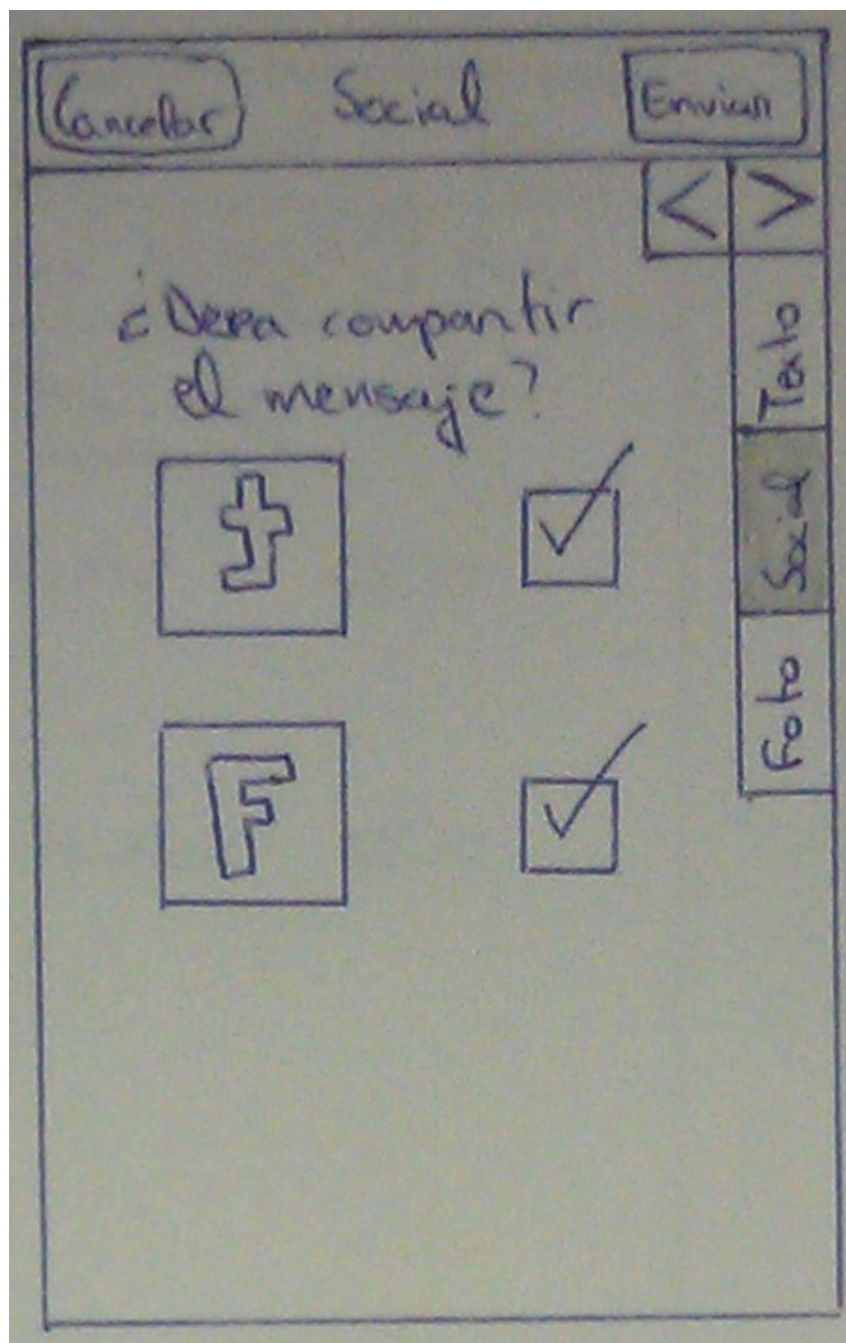 Cancelar Social Enviar
< >
¿Desea compartir
el mensaje?
Texto
Social
Foto
t
F